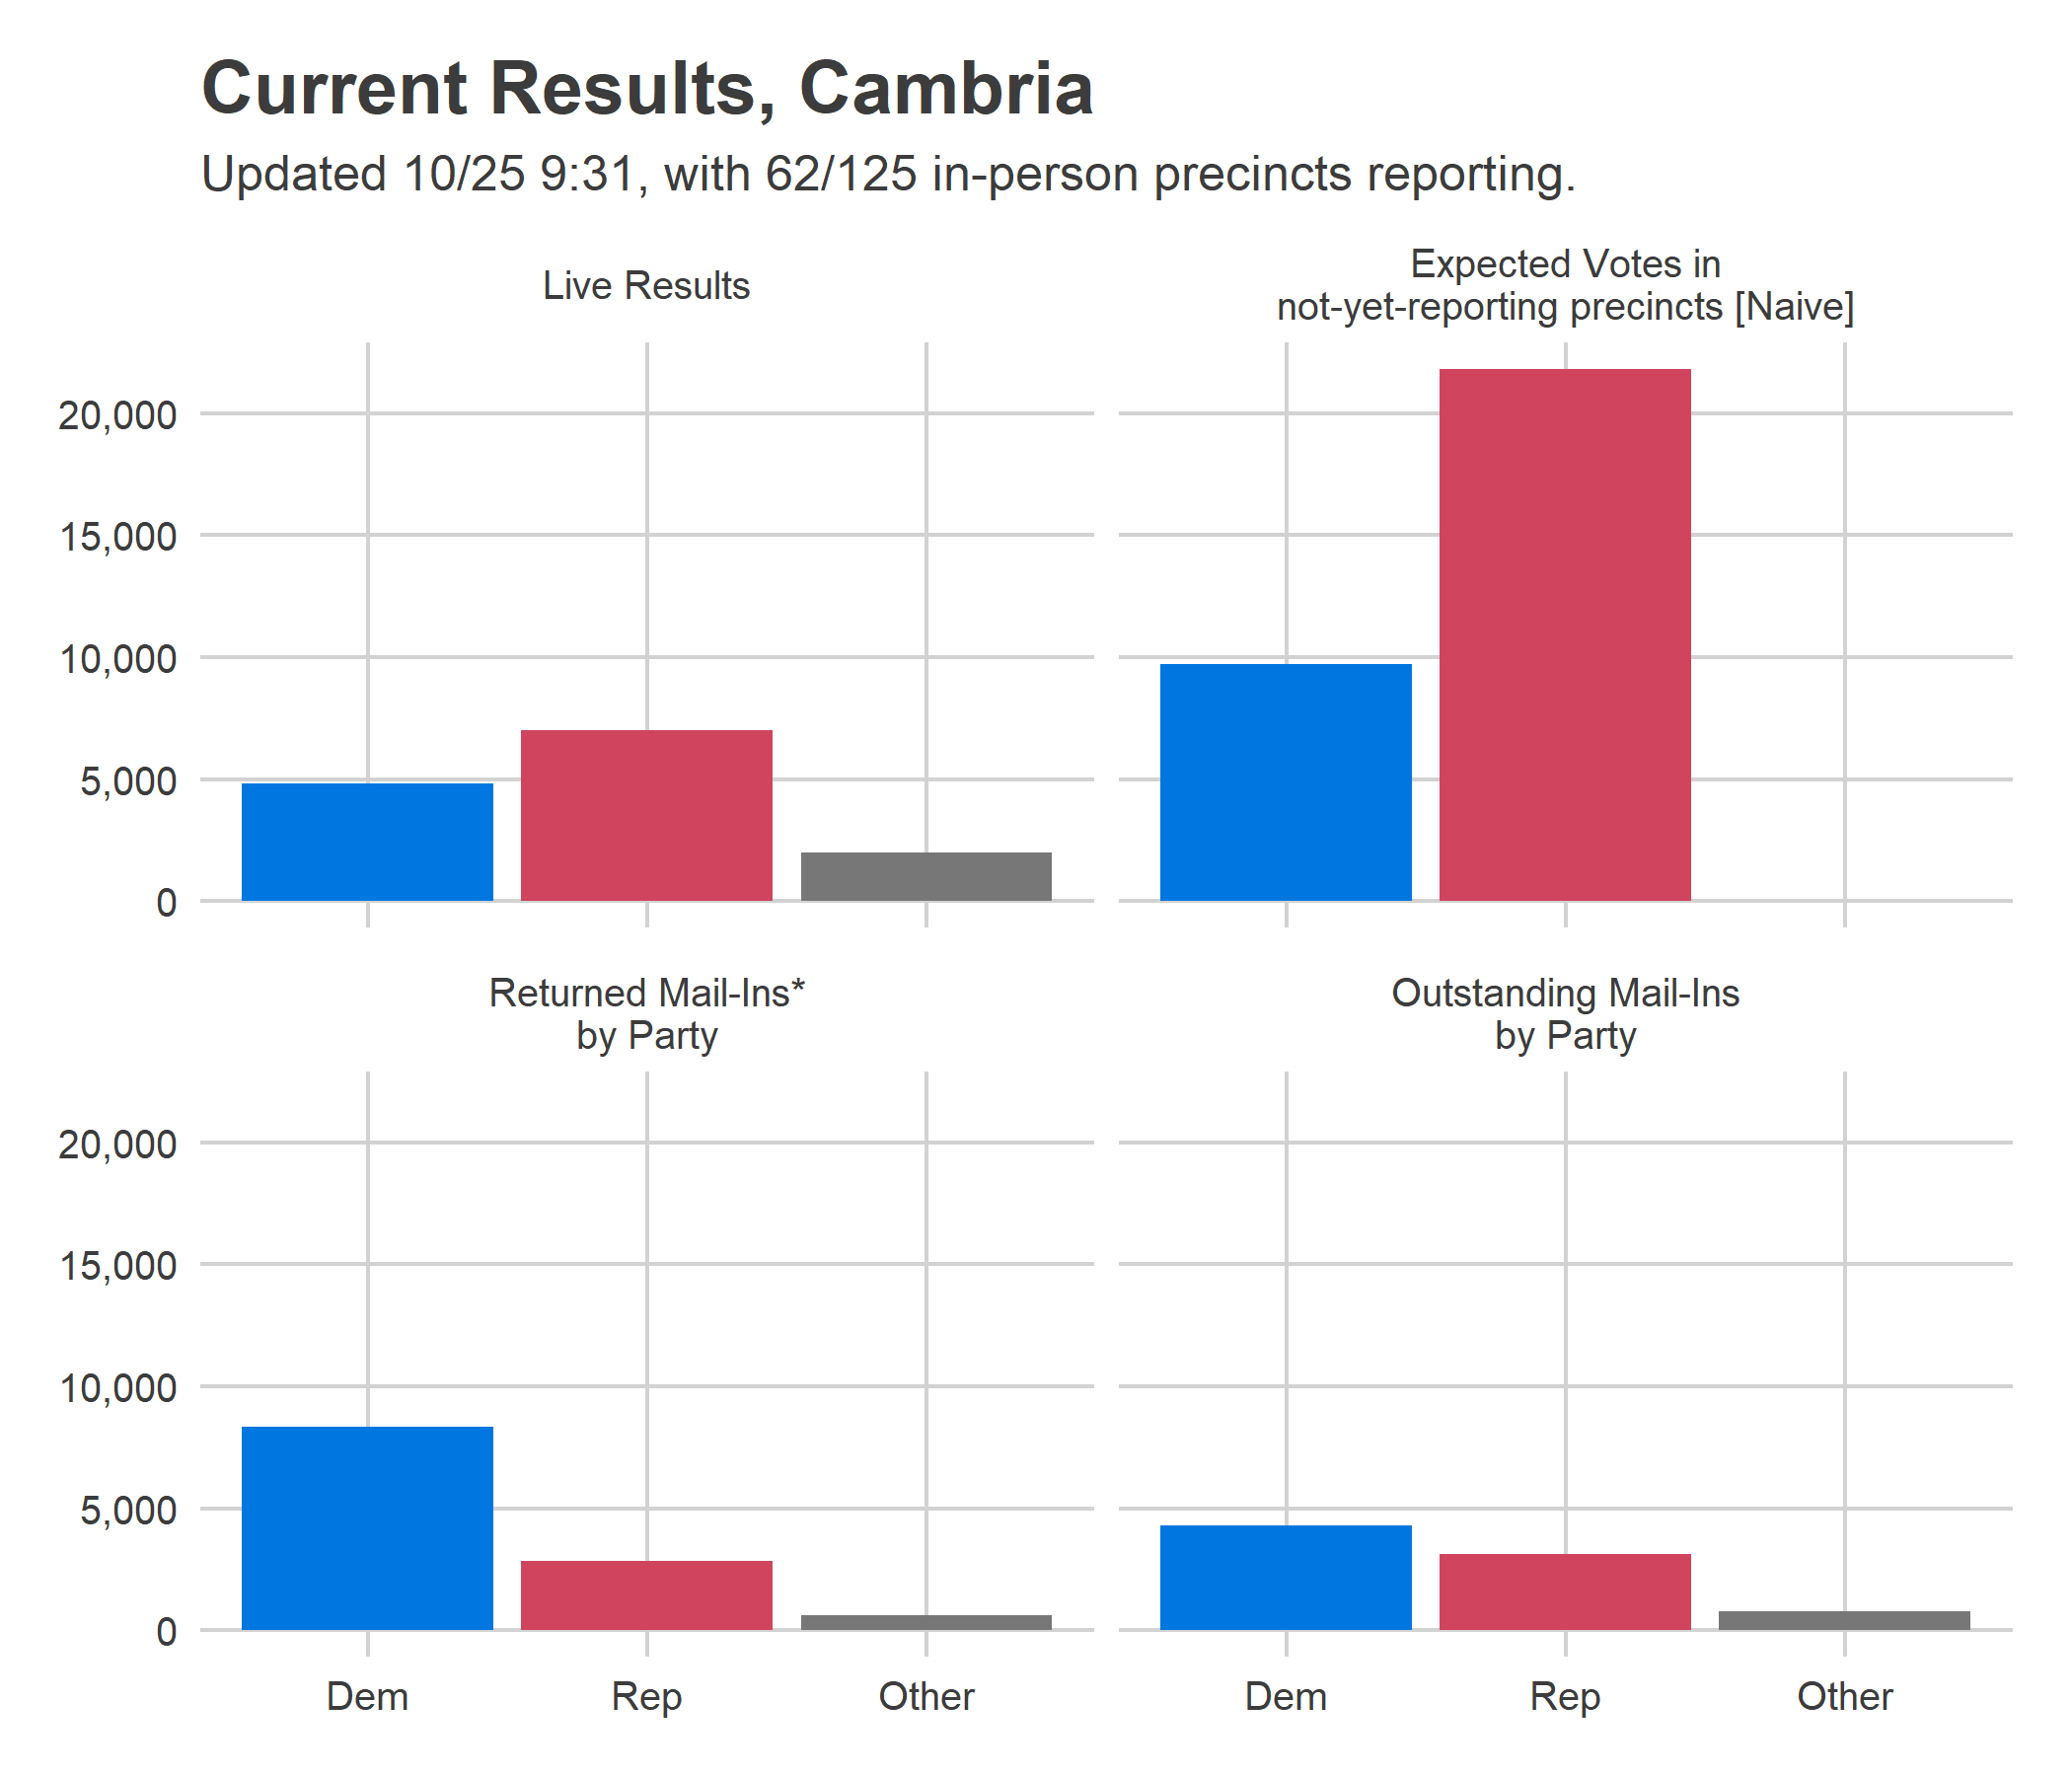 Current Results, Cambria
Updated 10/25 9:31, with 62/125 in-person precincts reporting.
Live Results
Expected Votes in
not-yet-reporting precincts [Naive]
20,000
15,000
10,000
5,000
0
Returned Mail-Ins*
by Party
Outstanding Mail-Ins
by Party
20,000
15,000
10,000
5,000
0
Dem
Rep
Other
Dem
Rep
Other